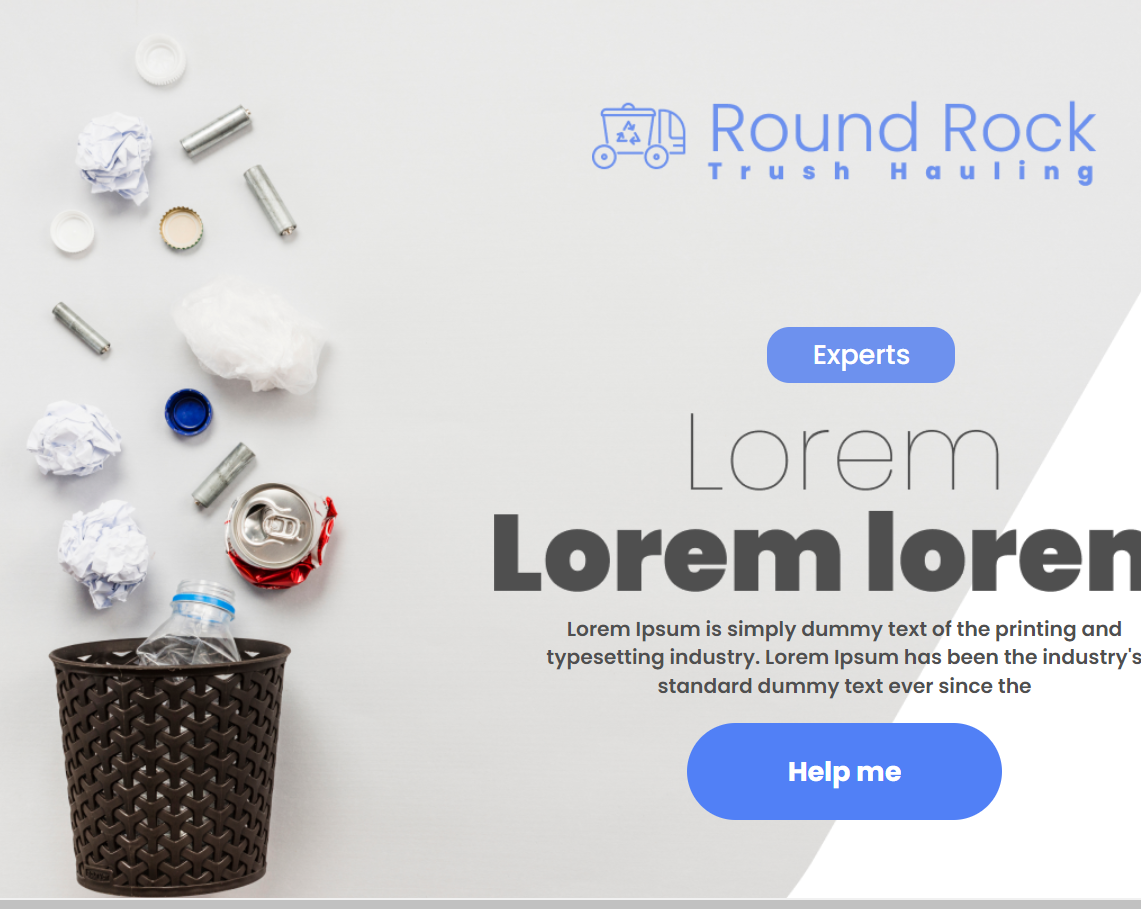 Round Rock
Trush Hauling
Experts
Lorem
Lorem loren
Lorem Ipsum is simply dummy text of the printing and
typesetting industry. Lorem Ipsum has been the industry's
standard dummy text ever since the
Help me